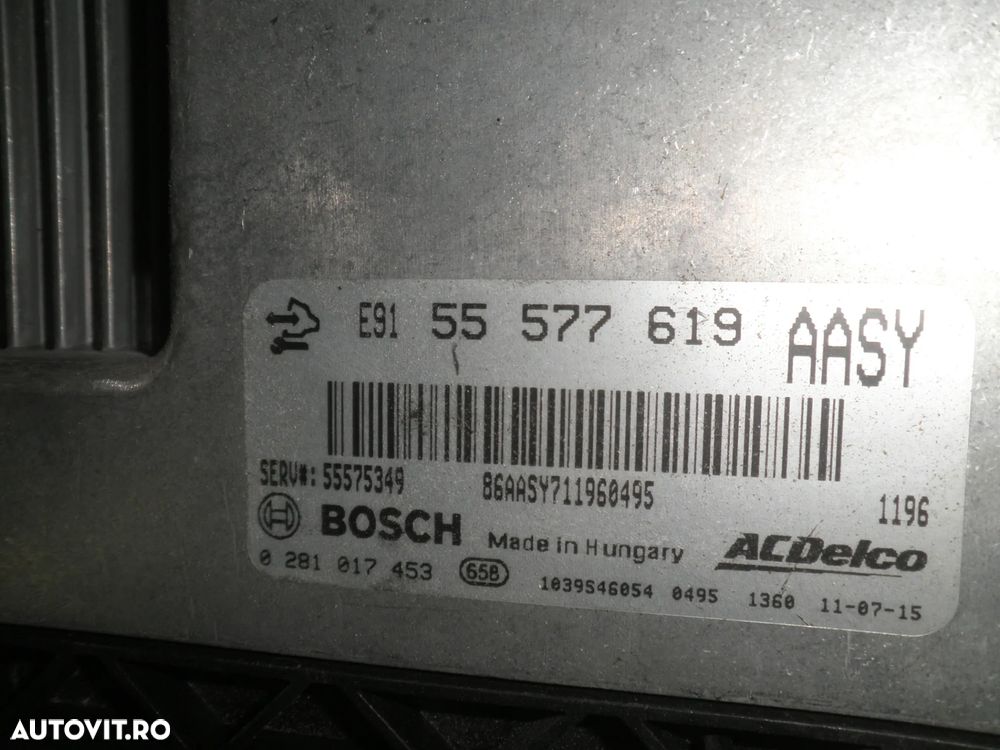 E91 55 577 619 AASY
SERV#: 55575349 86AASY711960495 1196
BOSCH Made in Hungary ACDelco
0 281 017 453 658 1039S46054 0495 1360 11-07-15
AUTOVIT.RO